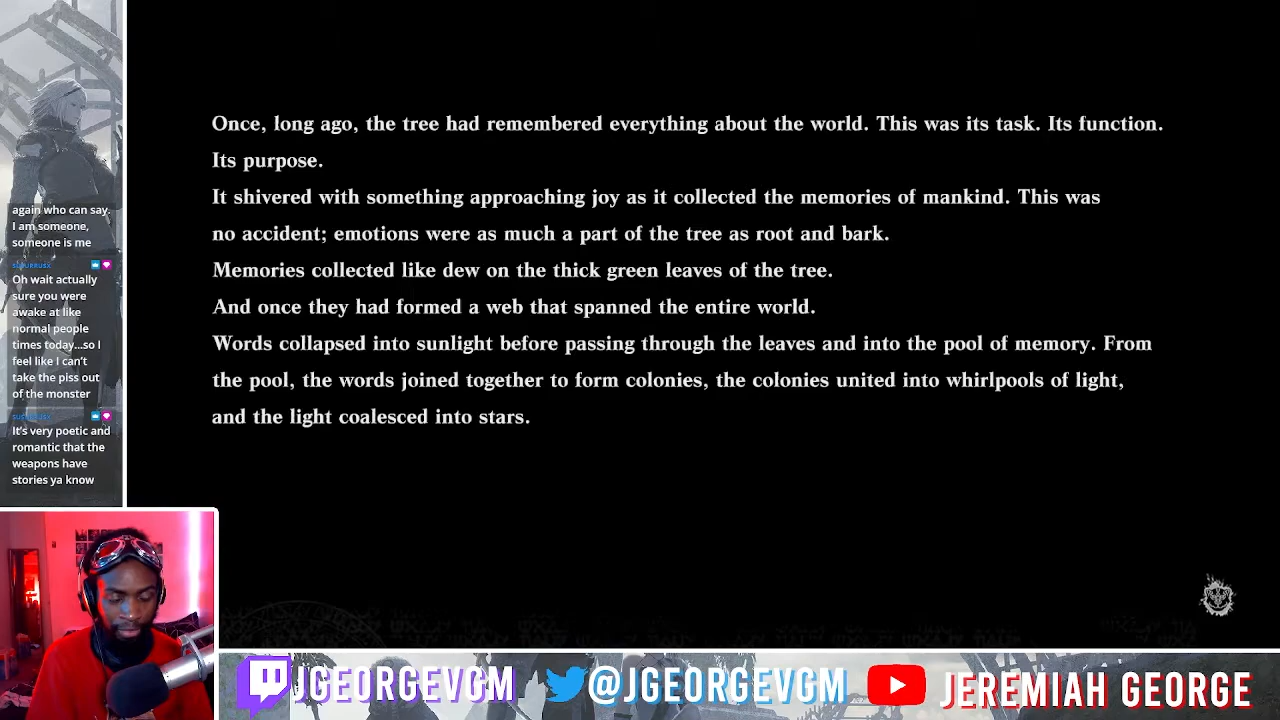 Once, long ago, the tree had remembered everything about the world. This was its task. Its function.
Its purpose.
It shivered with something approaching joy as it collected the memories of mankind. This was
no accident; emotions were as much a part of the tree as root and bark.
Memories collected like dew on the thick green leaves of the tree.
And once they had formed a web that spanned the entire world.
Words collapsed into sunlight before passing through the leaves and into the pool of memory. From
the pool, the words joined together to form colonies, the colonies united into whirlpools of light,
and the light coalesced into stars.
again who can say.
I am someone,
someone is me
Oh wait actually
sure you were
awake at like
normal people
times today...so I
feel like I can't
take the piss out
of the monster
It's very poetic and
romantic that the
weapons have
stories ya know
JGEORGEVGM
@JGEORGEVGM
JEREMIAH GEORGE